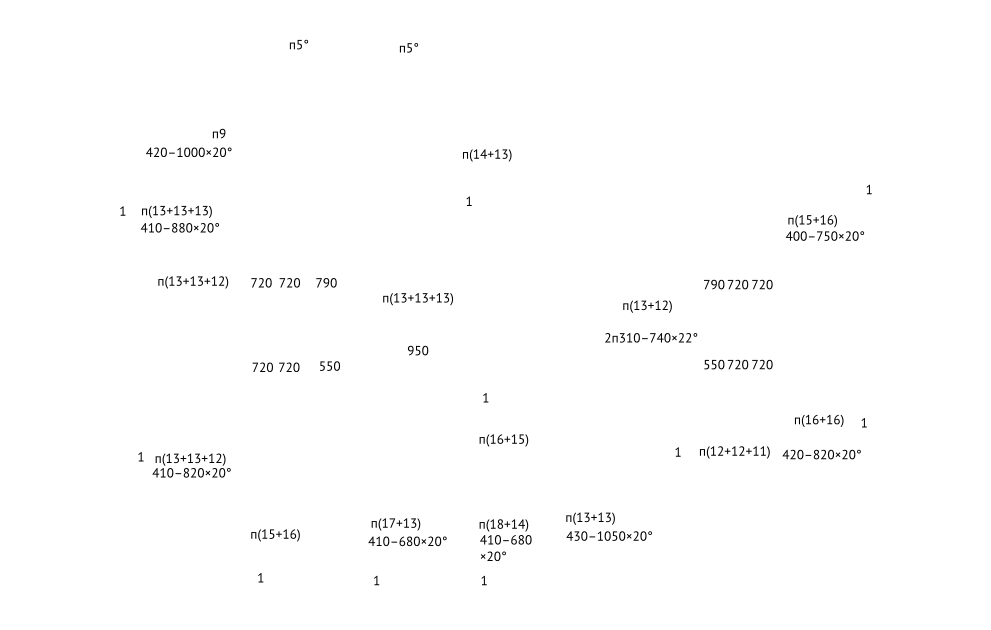 п5°
п5°
п9
420–1000×20°
п(14+13)
1
1
1
п(13+13+13)
410–880×20°
п(15+16)
400–750×20°
п(13+13+12)
720 720 790
790 720 720
п(13+13+13)
п(13+12)
2п310–740×22°
950
720 720 550
550 720 720
1
п(16+16) 1
п(16+15)
1 п(13+13+12)
410–820×20°
1 п(12+12+11)
420–820×20°
п(15+16)
п(17+13)
410–680×20°
п(18+14)
410–680
×20°
п(13+13)
430–1050×20°
1
1
1